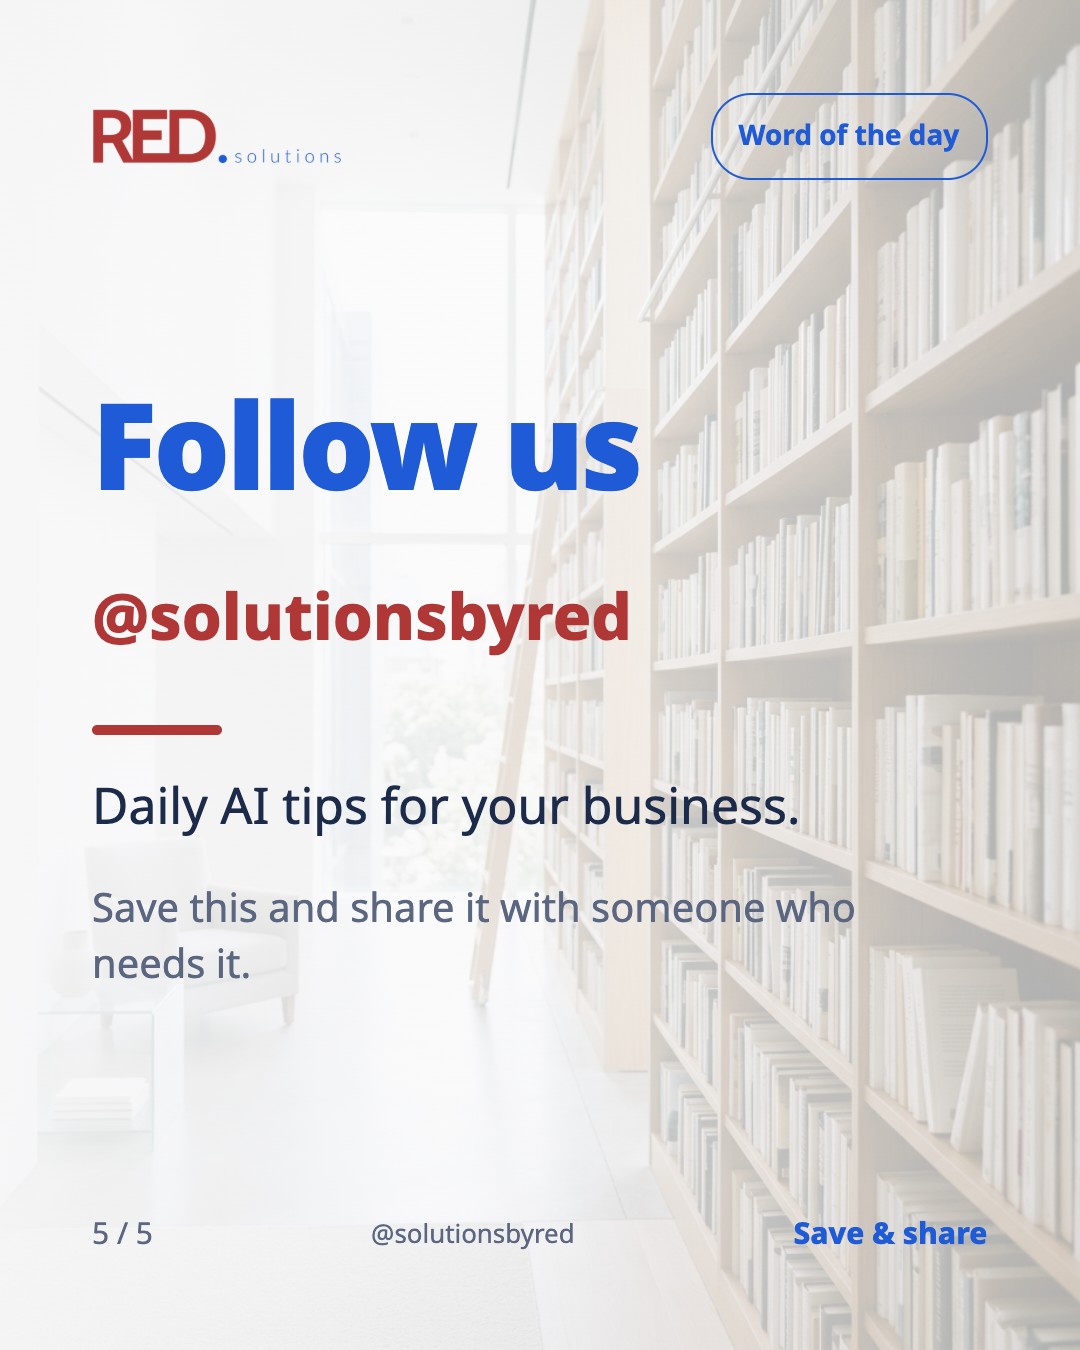 RED.solutions
Word of the day
Follow us
@solutionsbyred
Daily AI tips for your business.
Save this and share it with someone who
needs it.
5 / 5
@solutionsbyred
Save & share